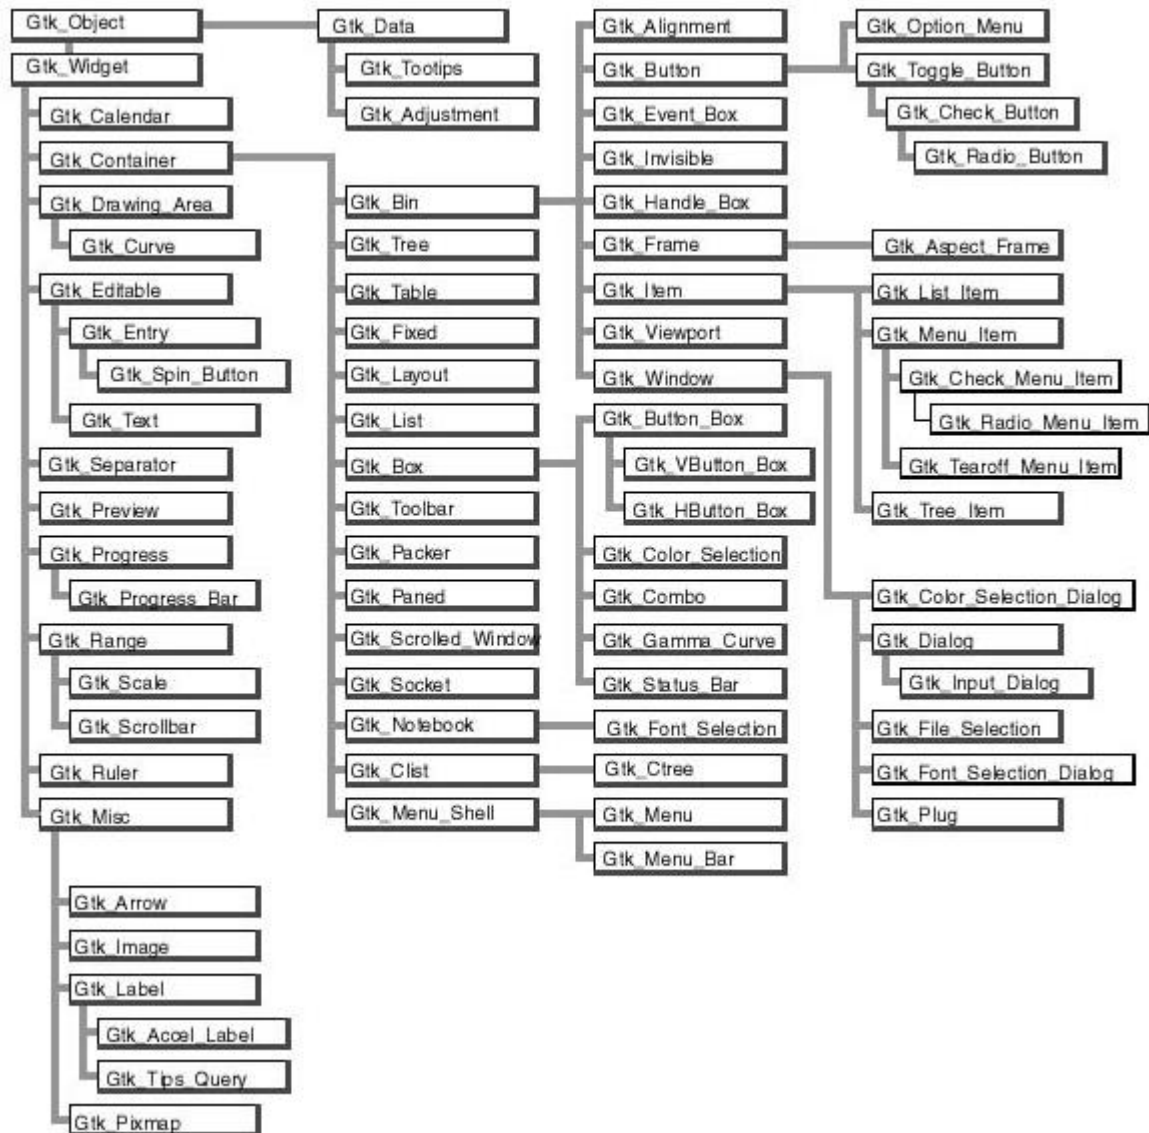 Gtk_Object
Gtk_Widget
Gtk_Calendar
Gtk_Container
Gtk_Drawing_Area
Gtk_Curve
Gtk_Editable
Gtk_Entry
Gtk_Spin_Button
Gtk_Text
Gtk_Separator
Gtk_Preview
Gtk_Progress
Gtk_Progress_Bar
Gtk_Range
Gtk_Scale
Gtk_Scrollbar
Gtk_Ruler
Gtk_Misc
Gtk_Arrow
Gtk_Image
Gtk_Label
Gtk_Accel_Label
Gtk_Tips_Query
Gtk_Pixmap
Gtk_Data
Gtk_Tootips
Gtk_Adjustment
Gtk_Bin
Gtk_Tree
Gtk_Table
Gtk_Fixed
Gtk_Layout
Gtk_List
Gtk_Box
Gtk_Toolbar
Gtk_Packer
Gtk_Paned
Gtk_Scrolled_Window
Gtk_Socket
Gtk_Notebook
Gtk_Clist
Gtk_Menu_Shell
Gtk_Alignment
Gtk_Button
Gtk_Event_Box
Gtk_Invisible
Gtk_Handle_Box
Gtk_Frame
Gtk_Item
Gtk_Viewport
Gtk_Window
Gtk_Button_Box
Gtk_VButton_Box
Gtk_HButton_Box
Gtk_Color_Selection
Gtk_Combo
Gtk_Gamma_Curve
Gtk_Status_Bar
Gtk_Font_Selection
Gtk_Ctree
Gtk_Menu
Gtk_Menu_Bar
Gtk_Option_Menu
Gtk_Toggle_Button
Gtk_Check_Button
Gtk_Radio_Button
Gtk_Aspect_Frame
Gtk_List_Item
Gtk_Menu_Item
Gtk_Check_Menu_Item
Gtk_Radio_Menu_Item
Gtk_Tearoff_Menu_Item
Gtk_Tree_Item
Gtk_Color_Selection_Dialog
Gtk_Dialog
Gtk_Input_Dialog
Gtk_File_Selection
Gtk_Font_Selection_Dialog
Gtk_Plug